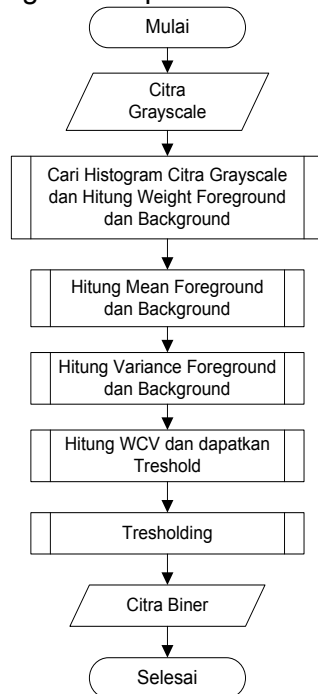 Mulai
Citra
Grayscale
Cari Histogram Citra Grayscale
dan Hitung Weight Foreground
dan Background
Hitung Mean Foreground
dan Background
Hitung Variance Foreground
dan Background
Hitung WCV dan dapatkan
Treshold
Tresholding
Citra Biner
Selesai